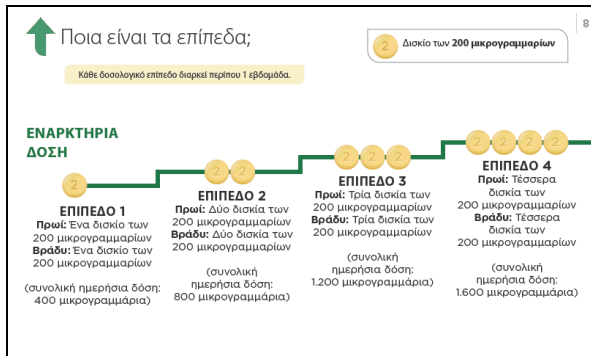 Ποια είναι τα επίπεδα;
2 Δισκίο των 200 μικρογραμμαρίων
8
Κάθε δοσολογικό επίπεδο διαρκεί περίπου 1 εβδομάδα.
ΕΝΑΡΚΤΗΡΙΑ
ΔΟΣΗ
2
ΕΠΙΠΕΔΟ 1
Πρωί: Ένα δισκίο των
200 μικρογραμμαρίων
Βράδυ: Ένα δισκίο των
200 μικρογραμμαρίων
(συνολική ημερήσια δόση:
400 μικρογραμμάρια)
2 2
ΕΠΙΠΕΔΟ 2
Πρωί: Δύο δισκία των
200 μικρογραμμαρίων
Βράδυ: Δύο δισκία των
200 μικρογραμμαρίων
(συνολική
ημερήσια δόση:
800 μικρογραμμάρια)
2 2 2
ΕΠΙΠΕΔΟ 3
Πρωί: Τρία δισκία των
200 μικρογραμμαρίων
Βράδυ: Τρία δισκία των
200 μικρογραμμαρίων
(συνολική
ημερήσια δόση:
1.200 μικρογραμμάρια)
2 2 2 2
ΕΠΙΠΕΔΟ 4
Πρωί: Τέσσερα
δισκία των
200 μικρογραμμαρίων
Βράδυ: Τέσσερα
δισκία των
200 μικρογραμμαρίων
(συνολική
ημερήσια δόση:
1.600 μικρογραμμάρια)